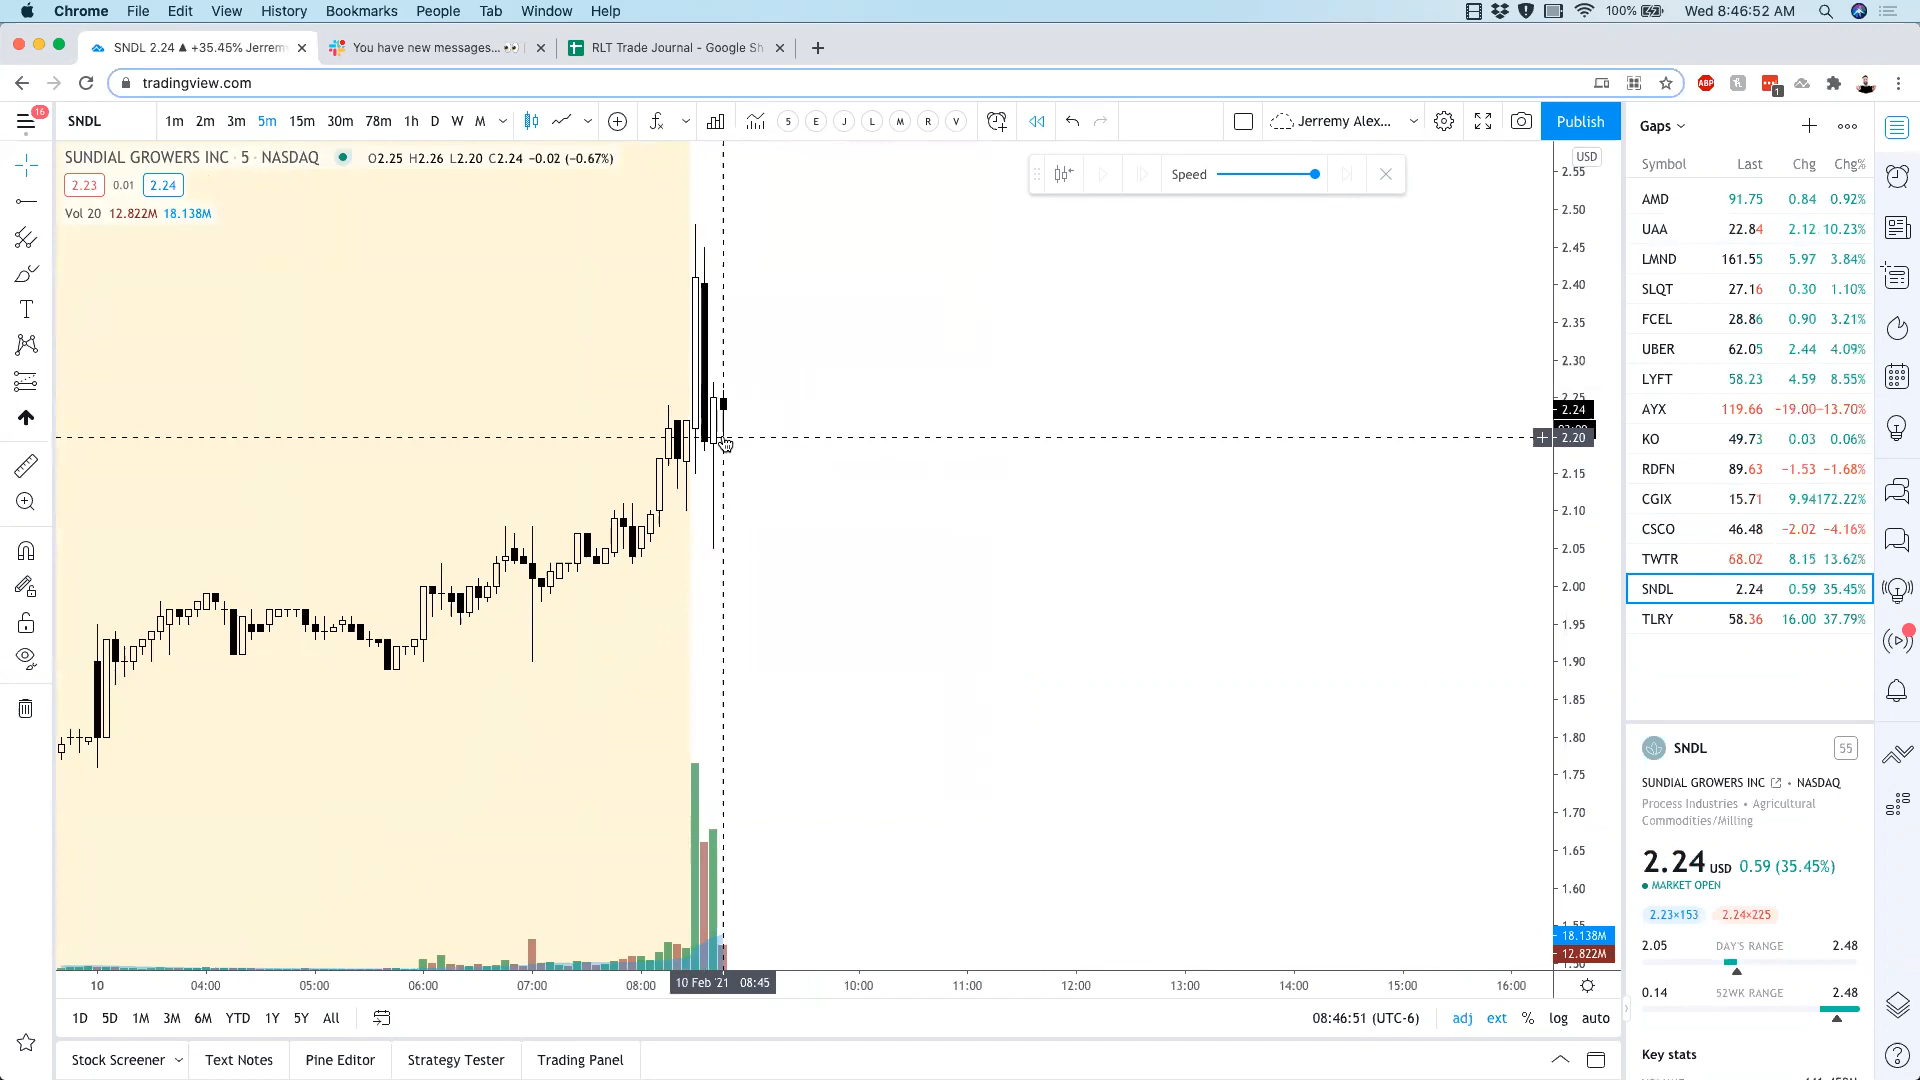 Chrome File Edit View History Bookmarks People Tab Window Help 100% Wed 8:46:52 AM
SNDL 2.24 ▲ +35.45% Jerrem You have new messages... 👀 RLT Trade Journal - Google Sh
tradingview.com
16 SNDL 1m 2m 3m 5m 15m 30m 78m 1h D W M S E J L M R V Jerremy Alex... Publish Gaps
SUNDIAL GROWERS INC · 5 · NASDAQ O2.25 H2.26 L2.20 C2.24 -0.02 (-0.67%)
2.23 0.01 2.24
Vol 20 12.822M 18.138M
Speed
USD
2.55
2.50
2.45
2.40
2.35
2.30
2.25
2.24
2.20
2.15
2.10
2.05
2.00
1.95
1.90
1.85
1.80
1.75
1.70
1.65
1.60
18.138M
12.822M
Symbol Last Chg Chg%
AMD 91.75 0.84 0.92%
UAA 22.84 2.12 10.23%
LMND 161.55 5.97 3.84%
SLQT 27.16 0.30 1.10%
FCEL 28.86 0.90 3.21%
UBER 62.05 2.44 4.09%
LYFT 58.23 4.59 8.55%
AYX 119.66 -19.00 -13.70%
KO 49.73 0.03 0.06%
RDFN 89.63 -1.53 -1.68%
CGIX 15.71 9.94 172.22%
CSCO 46.48 -2.02 -4.16%
TWTR 68.02 8.15 13.62%
SNDL 2.24 0.59 35.45%
TLRY 58.36 16.00 37.79%
SNDL 55
SUNDIAL GROWERS INC • NASDAQ
Process Industries • Agricultural
Commodities/Milling
2.24 USD 0.59 (35.45%)
MARKET OPEN
2.23×153 2.24×225
2.05 DAY'S RANGE 2.48
0.14 52WK RANGE 2.48
Key stats
10 04:00 05:00 06:00 07:00 08:00 10 Feb '21 08:45 10:00 11:00 12:00 13:00 14:00 15:00 16:00
1D 5D 1M 3M 6M YTD 1Y 5Y All 08:46:51 (UTC-6) adj ext % log auto
Stock Screener Text Notes Pine Editor Strategy Tester Trading Panel